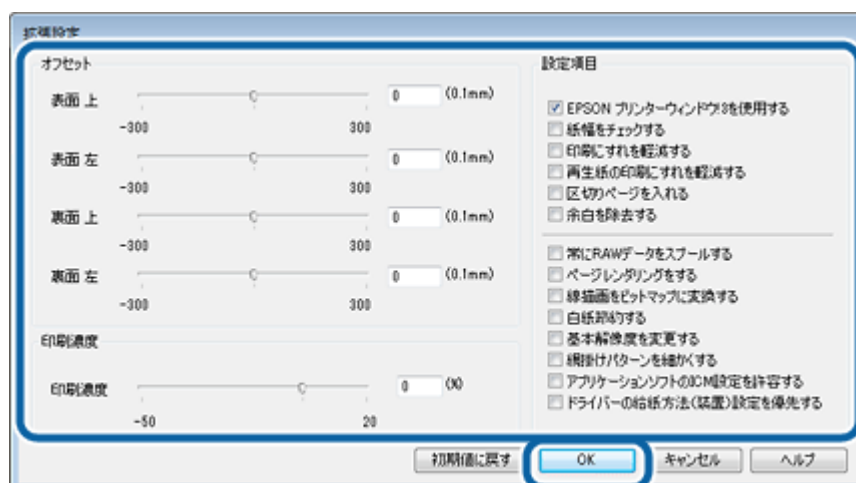 拡張設定
オフセット
表面 上
0
(0.1mm)
-300
300
表面 左
0
(0.1mm)
-300
300
裏面 上
0
(0.1mm)
-300
300
裏面 左
0
(0.1mm)
-300
300
印刷濃度
印刷濃度
0
(%)
-50
20
設定項目
EPSON プリンターウィンドウ!3を使用する
紙幅をチェックする
印刷こすれを軽減する
再生紙の印刷こすれを軽減する
区切りページを入れる
余白を除去する
常にRAWデータをスプールする
ページレンダリングをする
線描画をビットマップに変換する
白紙節約する
基本解像度を変更する
網掛けパターンを細かくする
アプリケーションソフトのICM設定を許容する
ドライバーの給紙方法(装置)設定を優先する
初期値に戻す
OK
キャンセル
ヘルプ